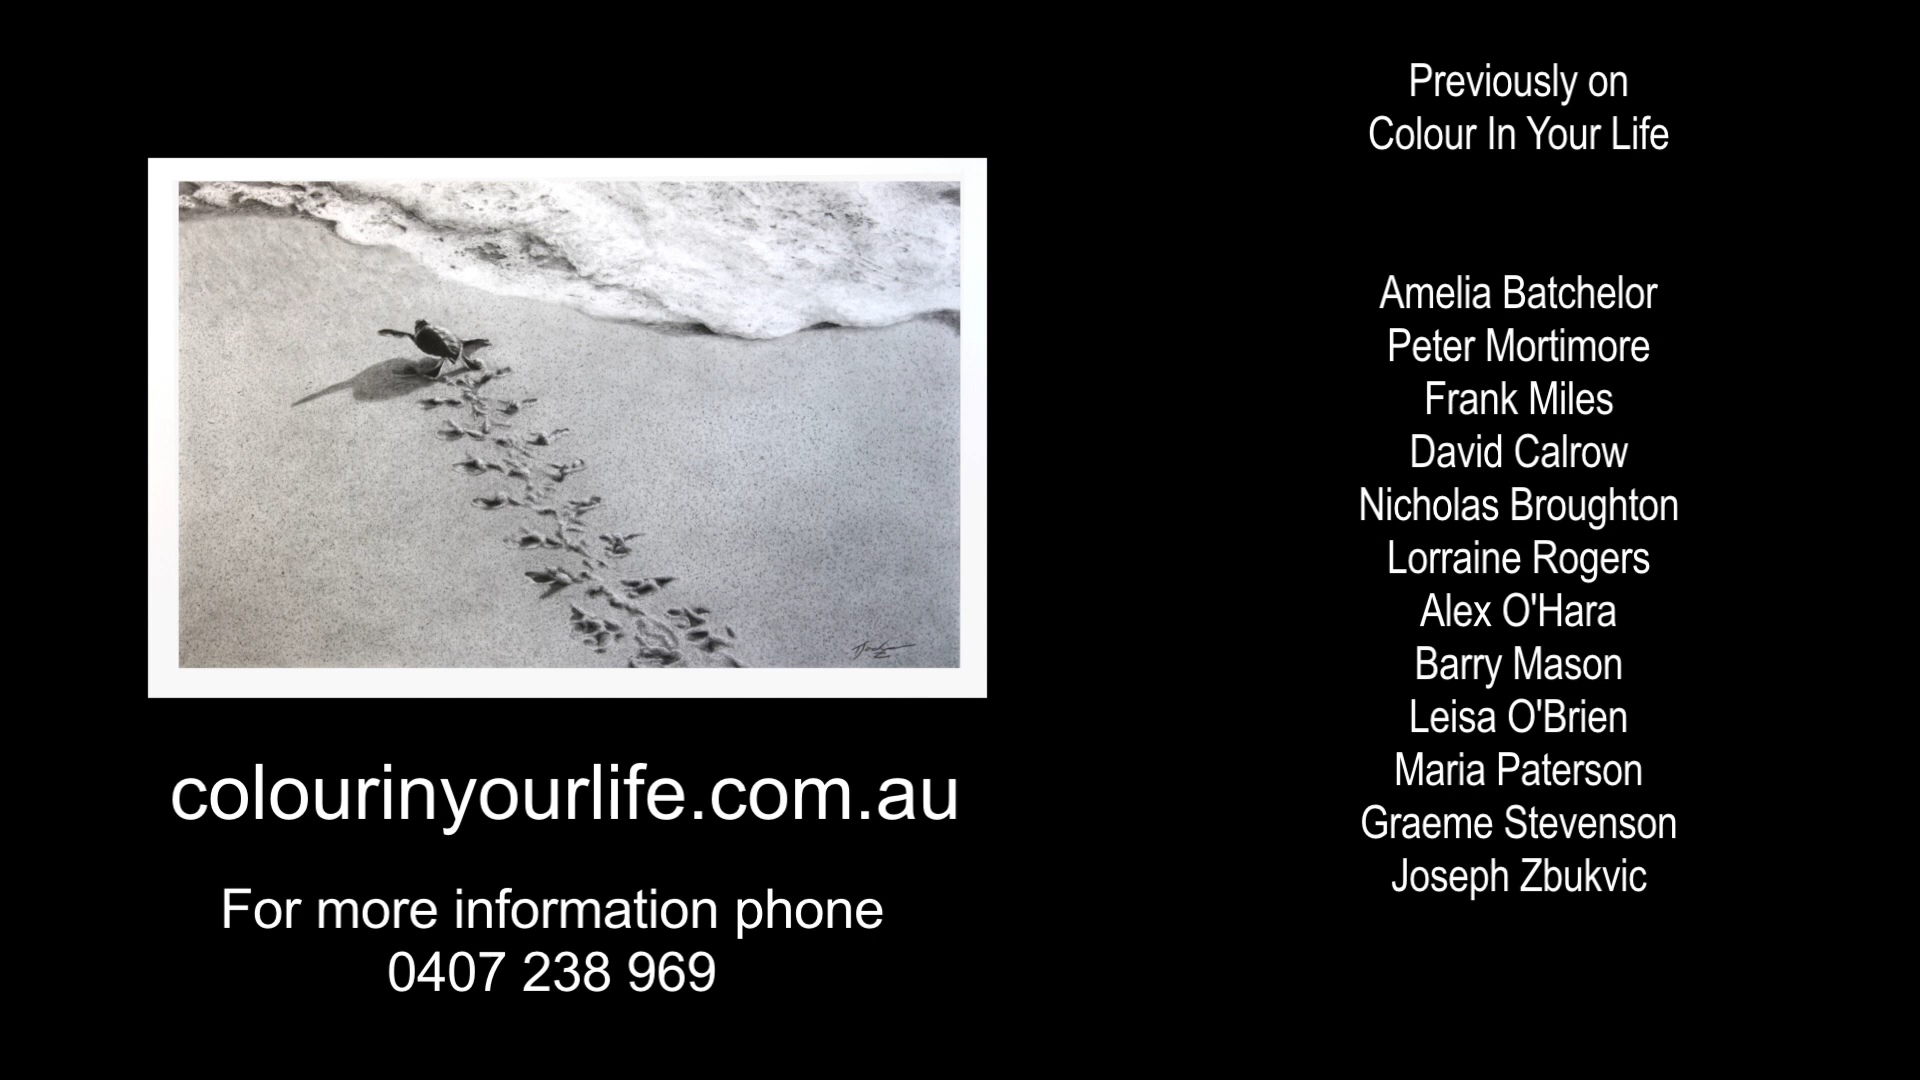 Previously on
Colour In Your Life
Amelia Batchelor
Peter Mortimore
Frank Miles
David Calrow
Nicholas Broughton
Lorraine Rogers
Alex O'Hara
Barry Mason
Leisa O'Brien
Maria Paterson
Graeme Stevenson
Joseph Zbukvic
colourinyourlife.com.au
For more information phone
0407 238 969